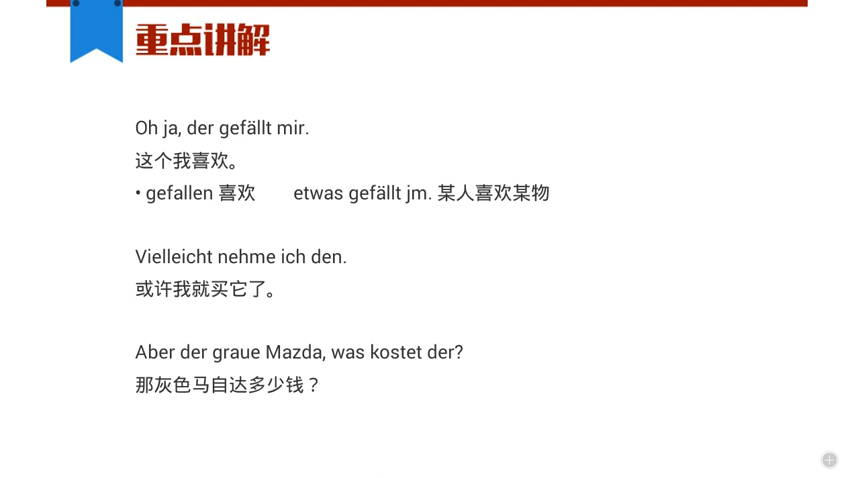 重点讲解
Oh ja, der gefällt mir.
这个我喜欢。
• gefallen 喜欢 etwas gefällt jm. 某人喜欢某物
Vielleicht nehme ich den.
或许我就买它了。
Aber der graue Mazda, was kostet der?
那灰色马自达多少钱？